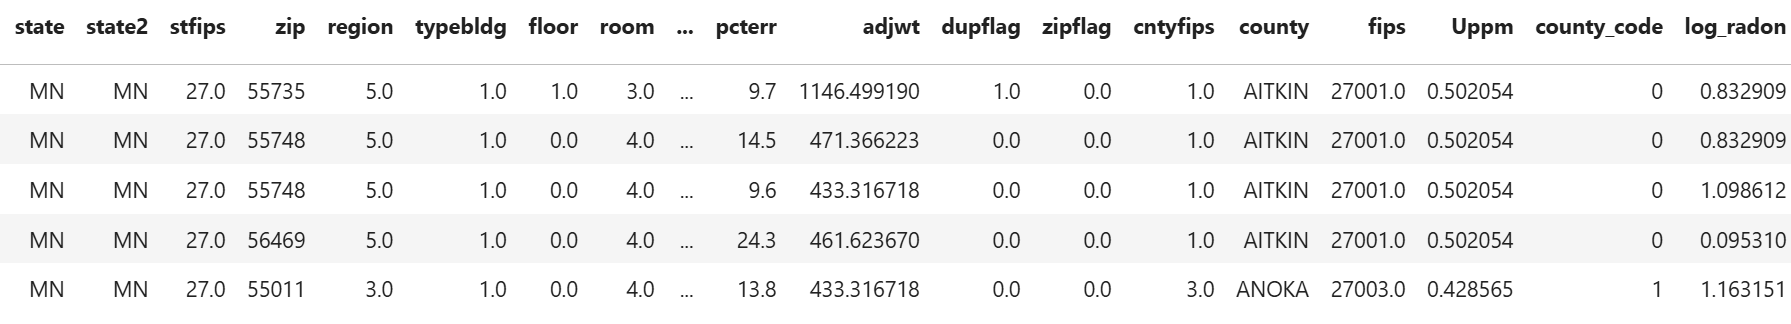 state state2 stfips zip region typebldg floor room ... pcterr adjwt dupflag zipflag cntyfips county fips Uppm county_code log_radon
MN MN 27.0 55735 5.0 1.0 1.0 3.0 ... 9.7 1146.499190 1.0 0.0 1.0 AITKIN 27001.0 0.502054 0 0.832909
MN MN 27.0 55748 5.0 1.0 0.0 4.0 ... 14.5 471.366223 0.0 0.0 1.0 AITKIN 27001.0 0.502054 0 0.832909
MN MN 27.0 55748 5.0 1.0 0.0 4.0 ... 9.6 433.316718 0.0 0.0 1.0 AITKIN 27001.0 0.502054 0 1.098612
MN MN 27.0 56469 5.0 1.0 0.0 4.0 ... 24.3 461.623670 0.0 0.0 1.0 AITKIN 27001.0 0.502054 0 0.095310
MN MN 27.0 55011 3.0 1.0 0.0 4.0 ... 13.8 433.316718 0.0 0.0 3.0 ANOKA 27003.0 0.428565 1 1.163151